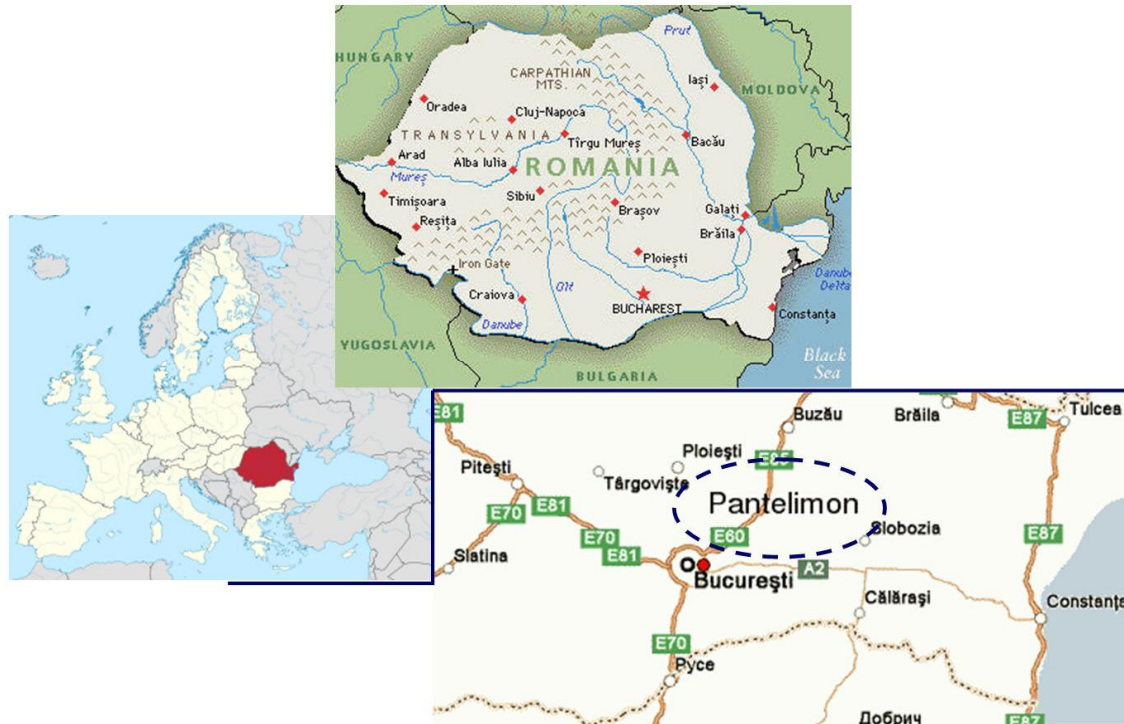 HUNGARY
Prut
CARPATHIAN
MTS.
Iași
MOLDOVA
Oradea
Cluj-Napoca
TRANSYLVANIA
Tîrgu Mureș
Bacău
Arad
Alba Iulia
ROMANIA
Mureș
Timișoara
Sibiu
Brașov
Galați
Reșița
Brăila
Ploiești
Iron Gate
Danube
Delta
Craiova
Olt
BUCHAREST
Constanța
Danube
YUGOSLAVIA
Black
Sea
BULGARIA
E81
Buzău
Brăila
E87
Tulcea
Pitești
Ploiești
E85
Târgoviște
Pantelimon
E70
E81
E60
Slobozia
E87
Slatina
E70
E81
București
A2
Călărași
Constanța
E70
Русе
Добрич
E87